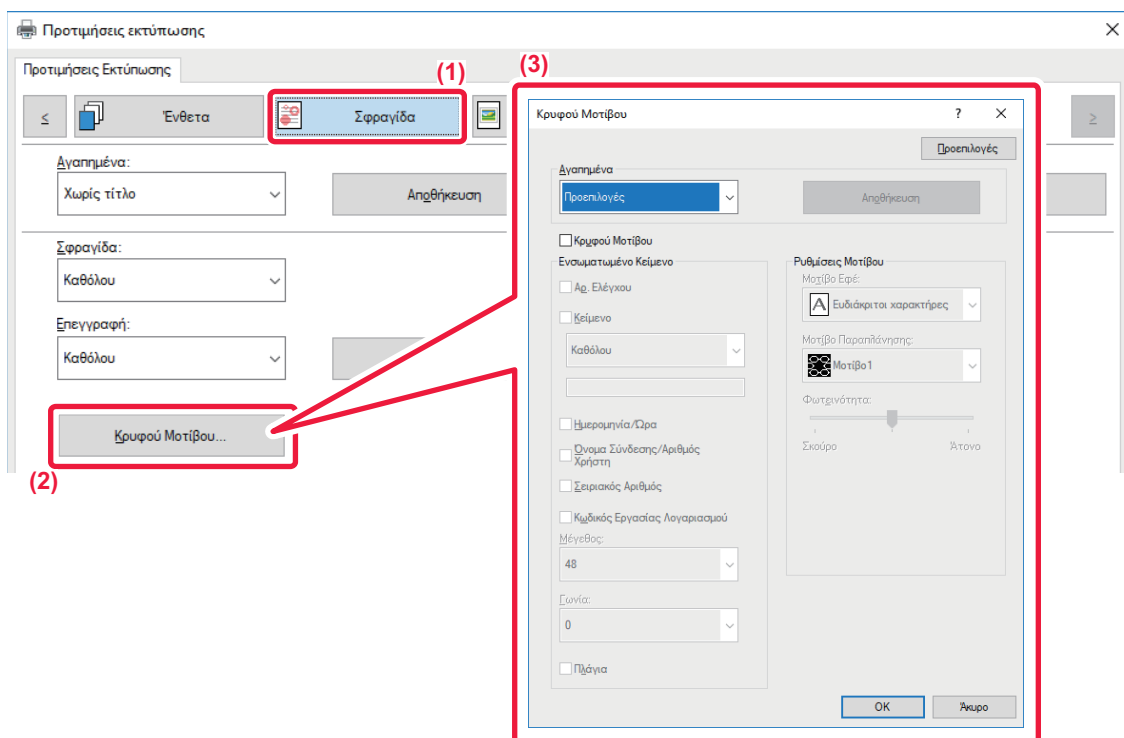 Προτιμήσεις εκτύπωσης
Προτιμήσεις Εκτύπωσης
(1)
(3)
<
Ένθετα
Σφραγίδα
>
Αγαπημένα:
Χωρίς τίτλο
Αποθήκευση
Σφραγίδα:
Καθόλου
Επεγγραφή:
Καθόλου
Κρυφού Μοτίβου...
(2)
Κρυφού Μοτίβου
?
Προεπιλογές
Αγαπημένα
Προεπιλογές
Αποθήκευση
Κρυφού Μοτίβου
Ενσωματωμένο Κείμενο
Αρ. Ελέγχου
Κείμενο
Καθόλου
Ημερομηνία/Ώρα
Όνομα Σύνδεσης/Αριθμός
Χρήστη
Σειριακός Αριθμός
Κωδικός Εργασίας Λογαριασμού
Μέγεθος:
48
Γωνία:
0
Πλάγια
Ρυθμίσεις Μοτίβου
Μοτίβο Εφέ:
A Ευδιάκριτοι χαρακτήρες
Μοτίβο Παραπλάνησης:
Μοτίβο1
Φωτεινότητα:
Σκούρο Άτονο
OK Άκυρο